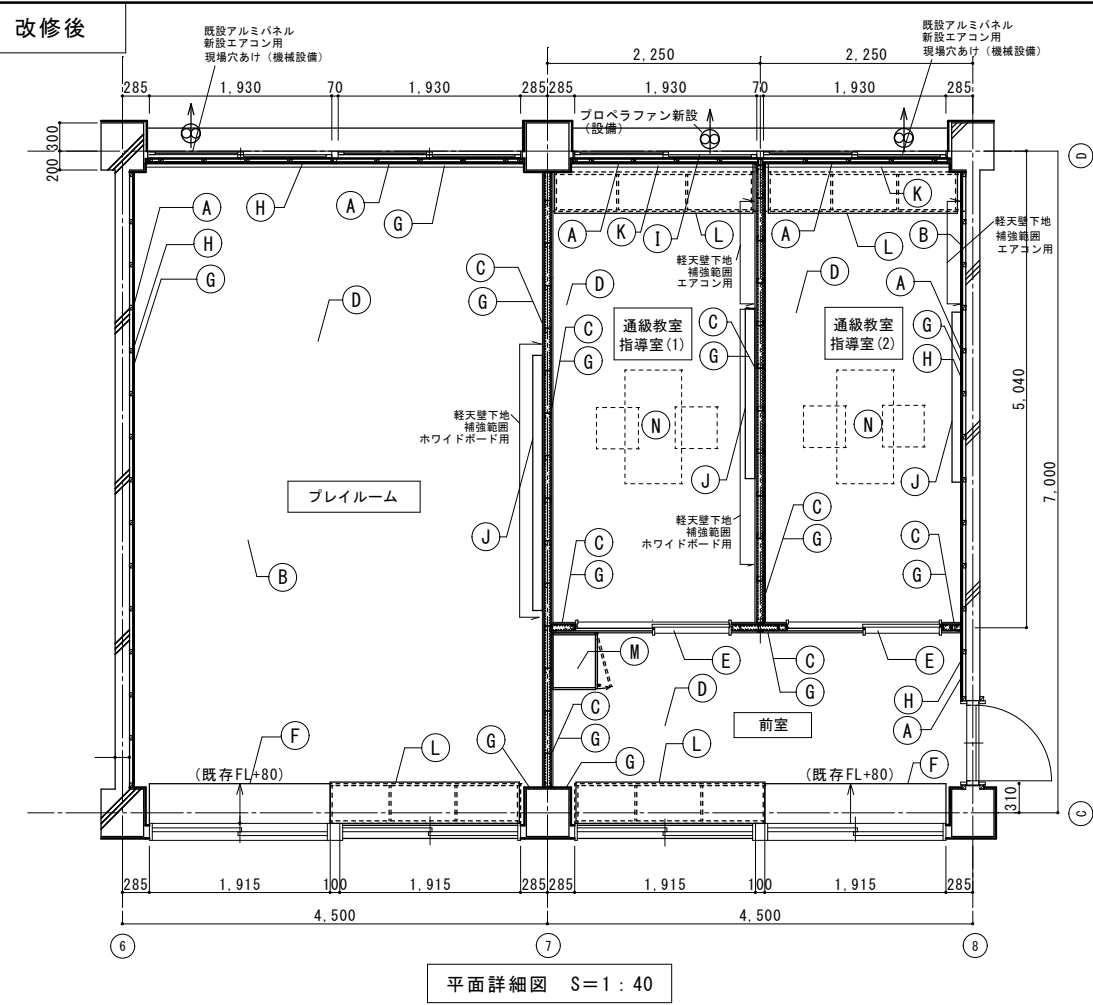 改修後
既設アルミパネル
新設エアコン用
現場穴あけ（機械設備）
既設アルミパネル
新設エアコン用
現場穴あけ（機械設備）
2,250
2,250
285
1,930
70
1,930
285
285
1,930
70
1,930
285
プロペラファン新設
（設備）
300
200
D
H
A
G
A
K
I
L
A
L
K
B
軽天壁下地
補強範囲
エアコン用
A
H
G
D
C
G
C
G
D
軽天壁下地
補強範囲
エアコン用
通級教室
指導室(1)
C
G
D
通級教室
指導室(2)
A
G
H
5,040
7,000
軽天壁下地
補強範囲
ホワイドボード用
N
N
J
J
J
プレイルーム
軽天壁下地
補強範囲
ホワイドボード用
C
G
C
G
C
G
B
M
E
C
G
E
D
前室
H
A
C
G
F
(既存FL+80)
L
G
G
L
(既存FL+80)
F
310
C
285
1,915
100
1,915
285
285
1,915
100
1,915
285
4,500
4,500
6
7
8
平面詳細図 S=1：40